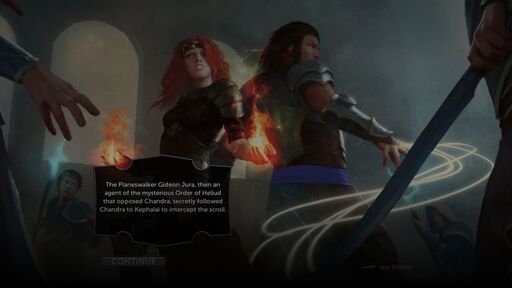 The Planeswalker Gideon Jura, then an
agent of the mysterious Order of Heliud
that opposed Chandra, secretly followed
Chandra to Kephalai to intercept the scroll.
CONTINUE